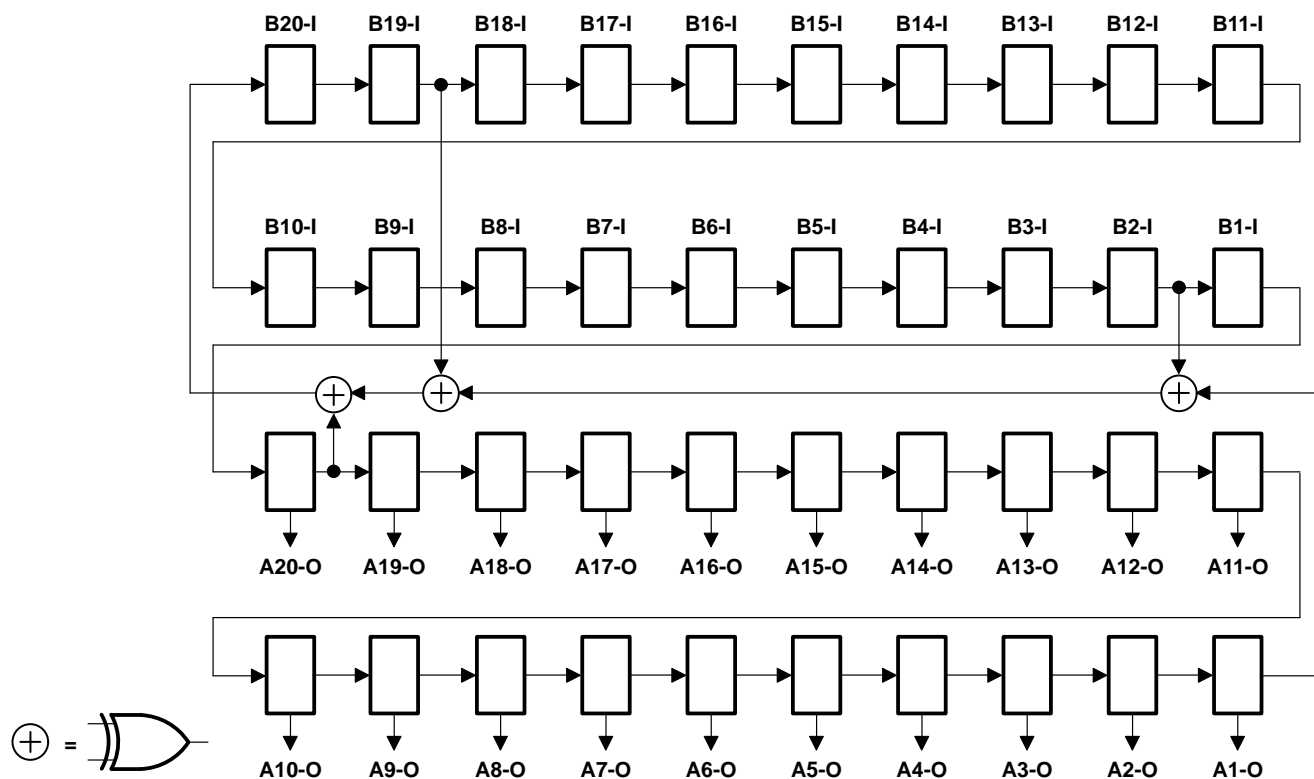 B20-I B19-I B18-I B17-I B16-I B15-I B14-I B13-I B12-I B11-I
B10-I B9-I B8-I B7-I B6-I B5-I B4-I B3-I B2-I B1-I
A20-O A19-O A18-O A17-O A16-O A15-O A14-O A13-O A12-O A11-O
=
A10-O A9-O A8-O A7-O A6-O A5-O A4-O A3-O A2-O A1-O